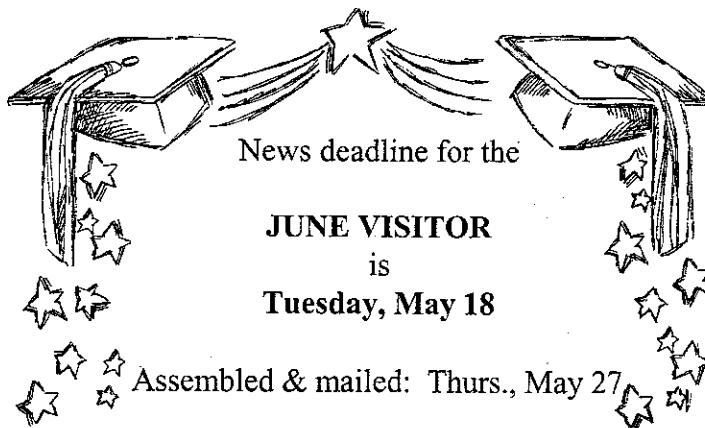 News deadline for the
JUNE VISITOR
is
Tuesday, May 18
Assembled & mailed: Thurs., May 27